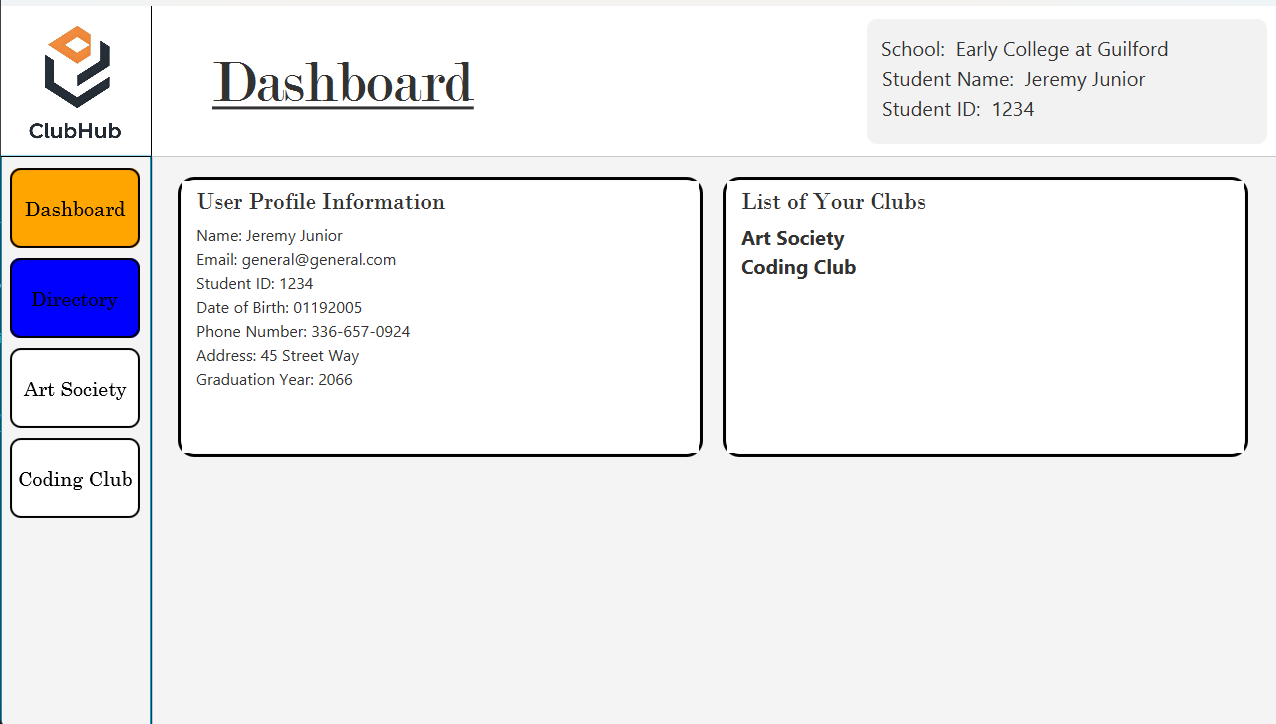 ClubHub
Dashboard
School: Early College at Guilford
Student Name: Jeremy Junior
Student ID: 1234
Dashboard
Directory
Art Society
Coding Club
User Profile Information
Name: Jeremy Junior
Email: general@general.com
Student ID: 1234
Date of Birth: 01192005
Phone Number: 336-657-0924
Address: 45 Street Way
Graduation Year: 2066
List of Your Clubs
Art Society
Coding Club